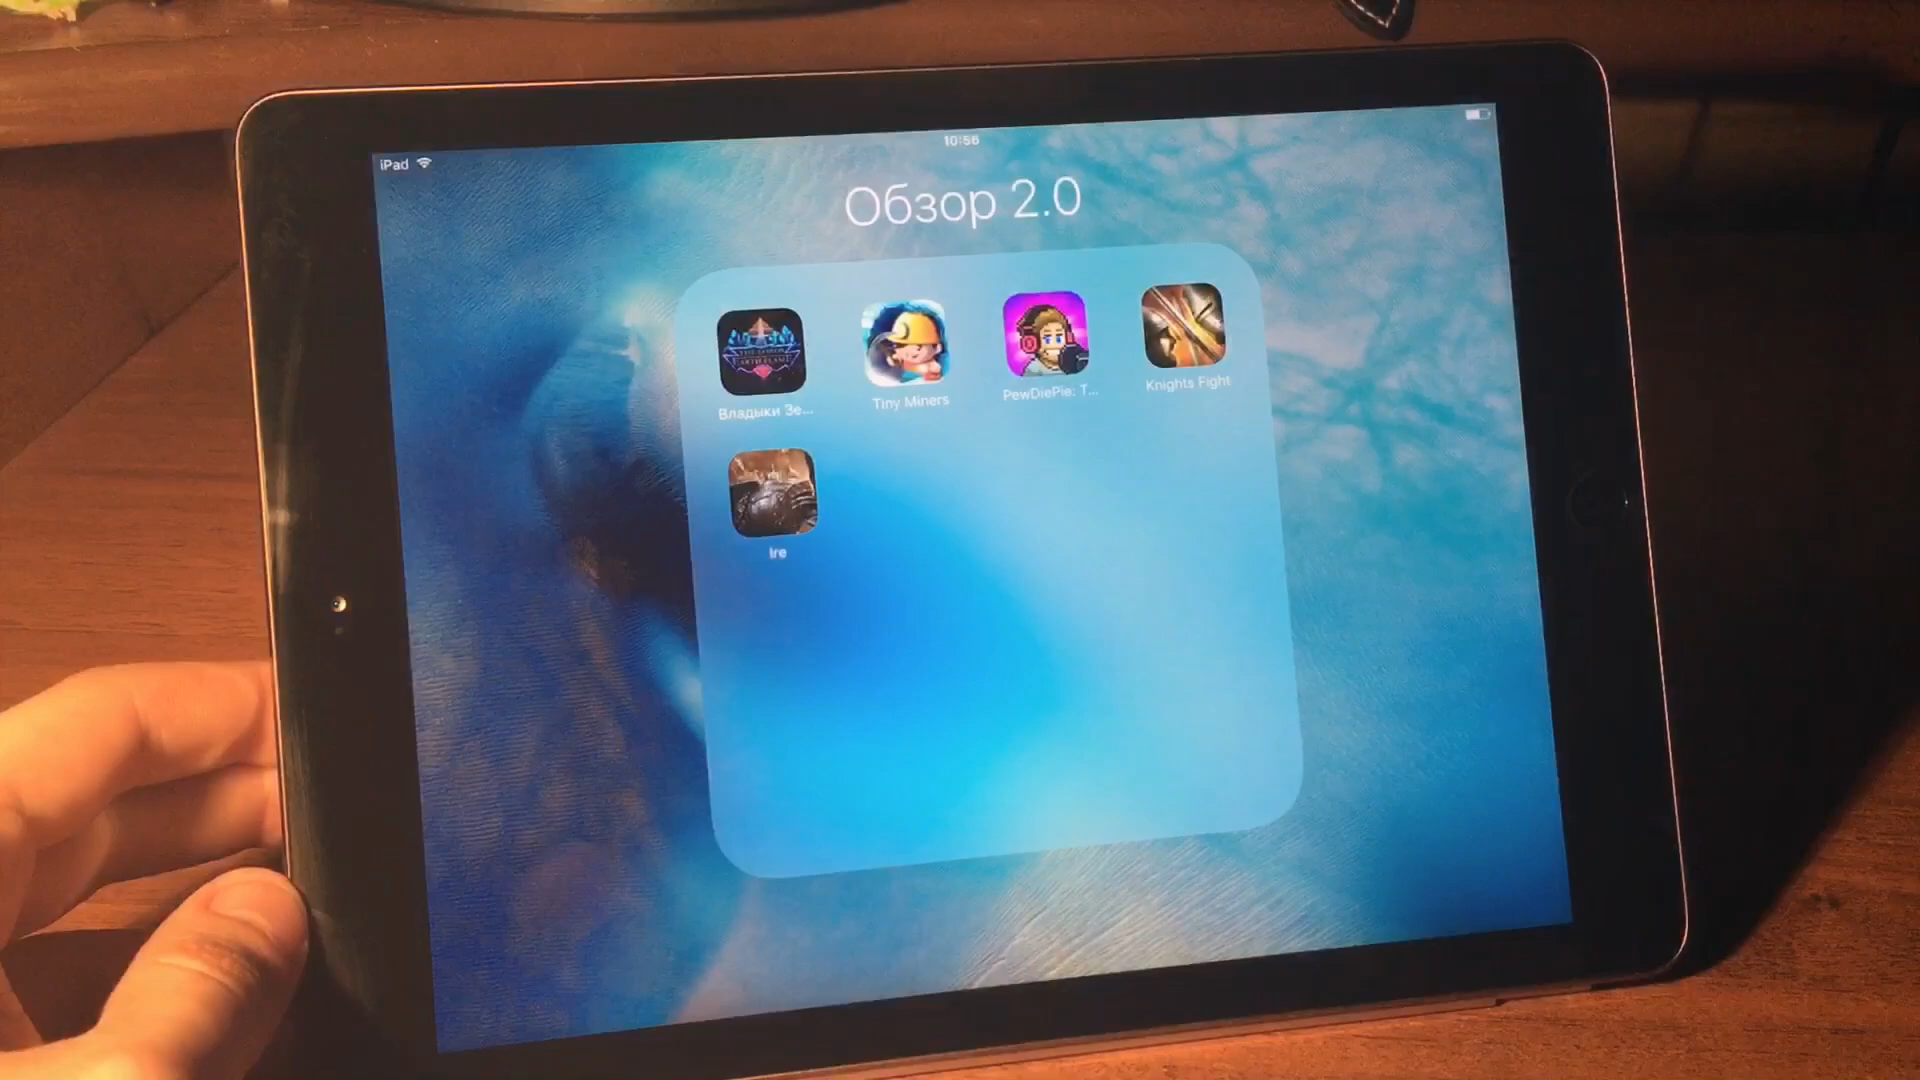 iPad
10:56
Обзор 2.0
Владыки Зе...
Tiny Miners
PewDiePie: T...
Knights Fight
Ire